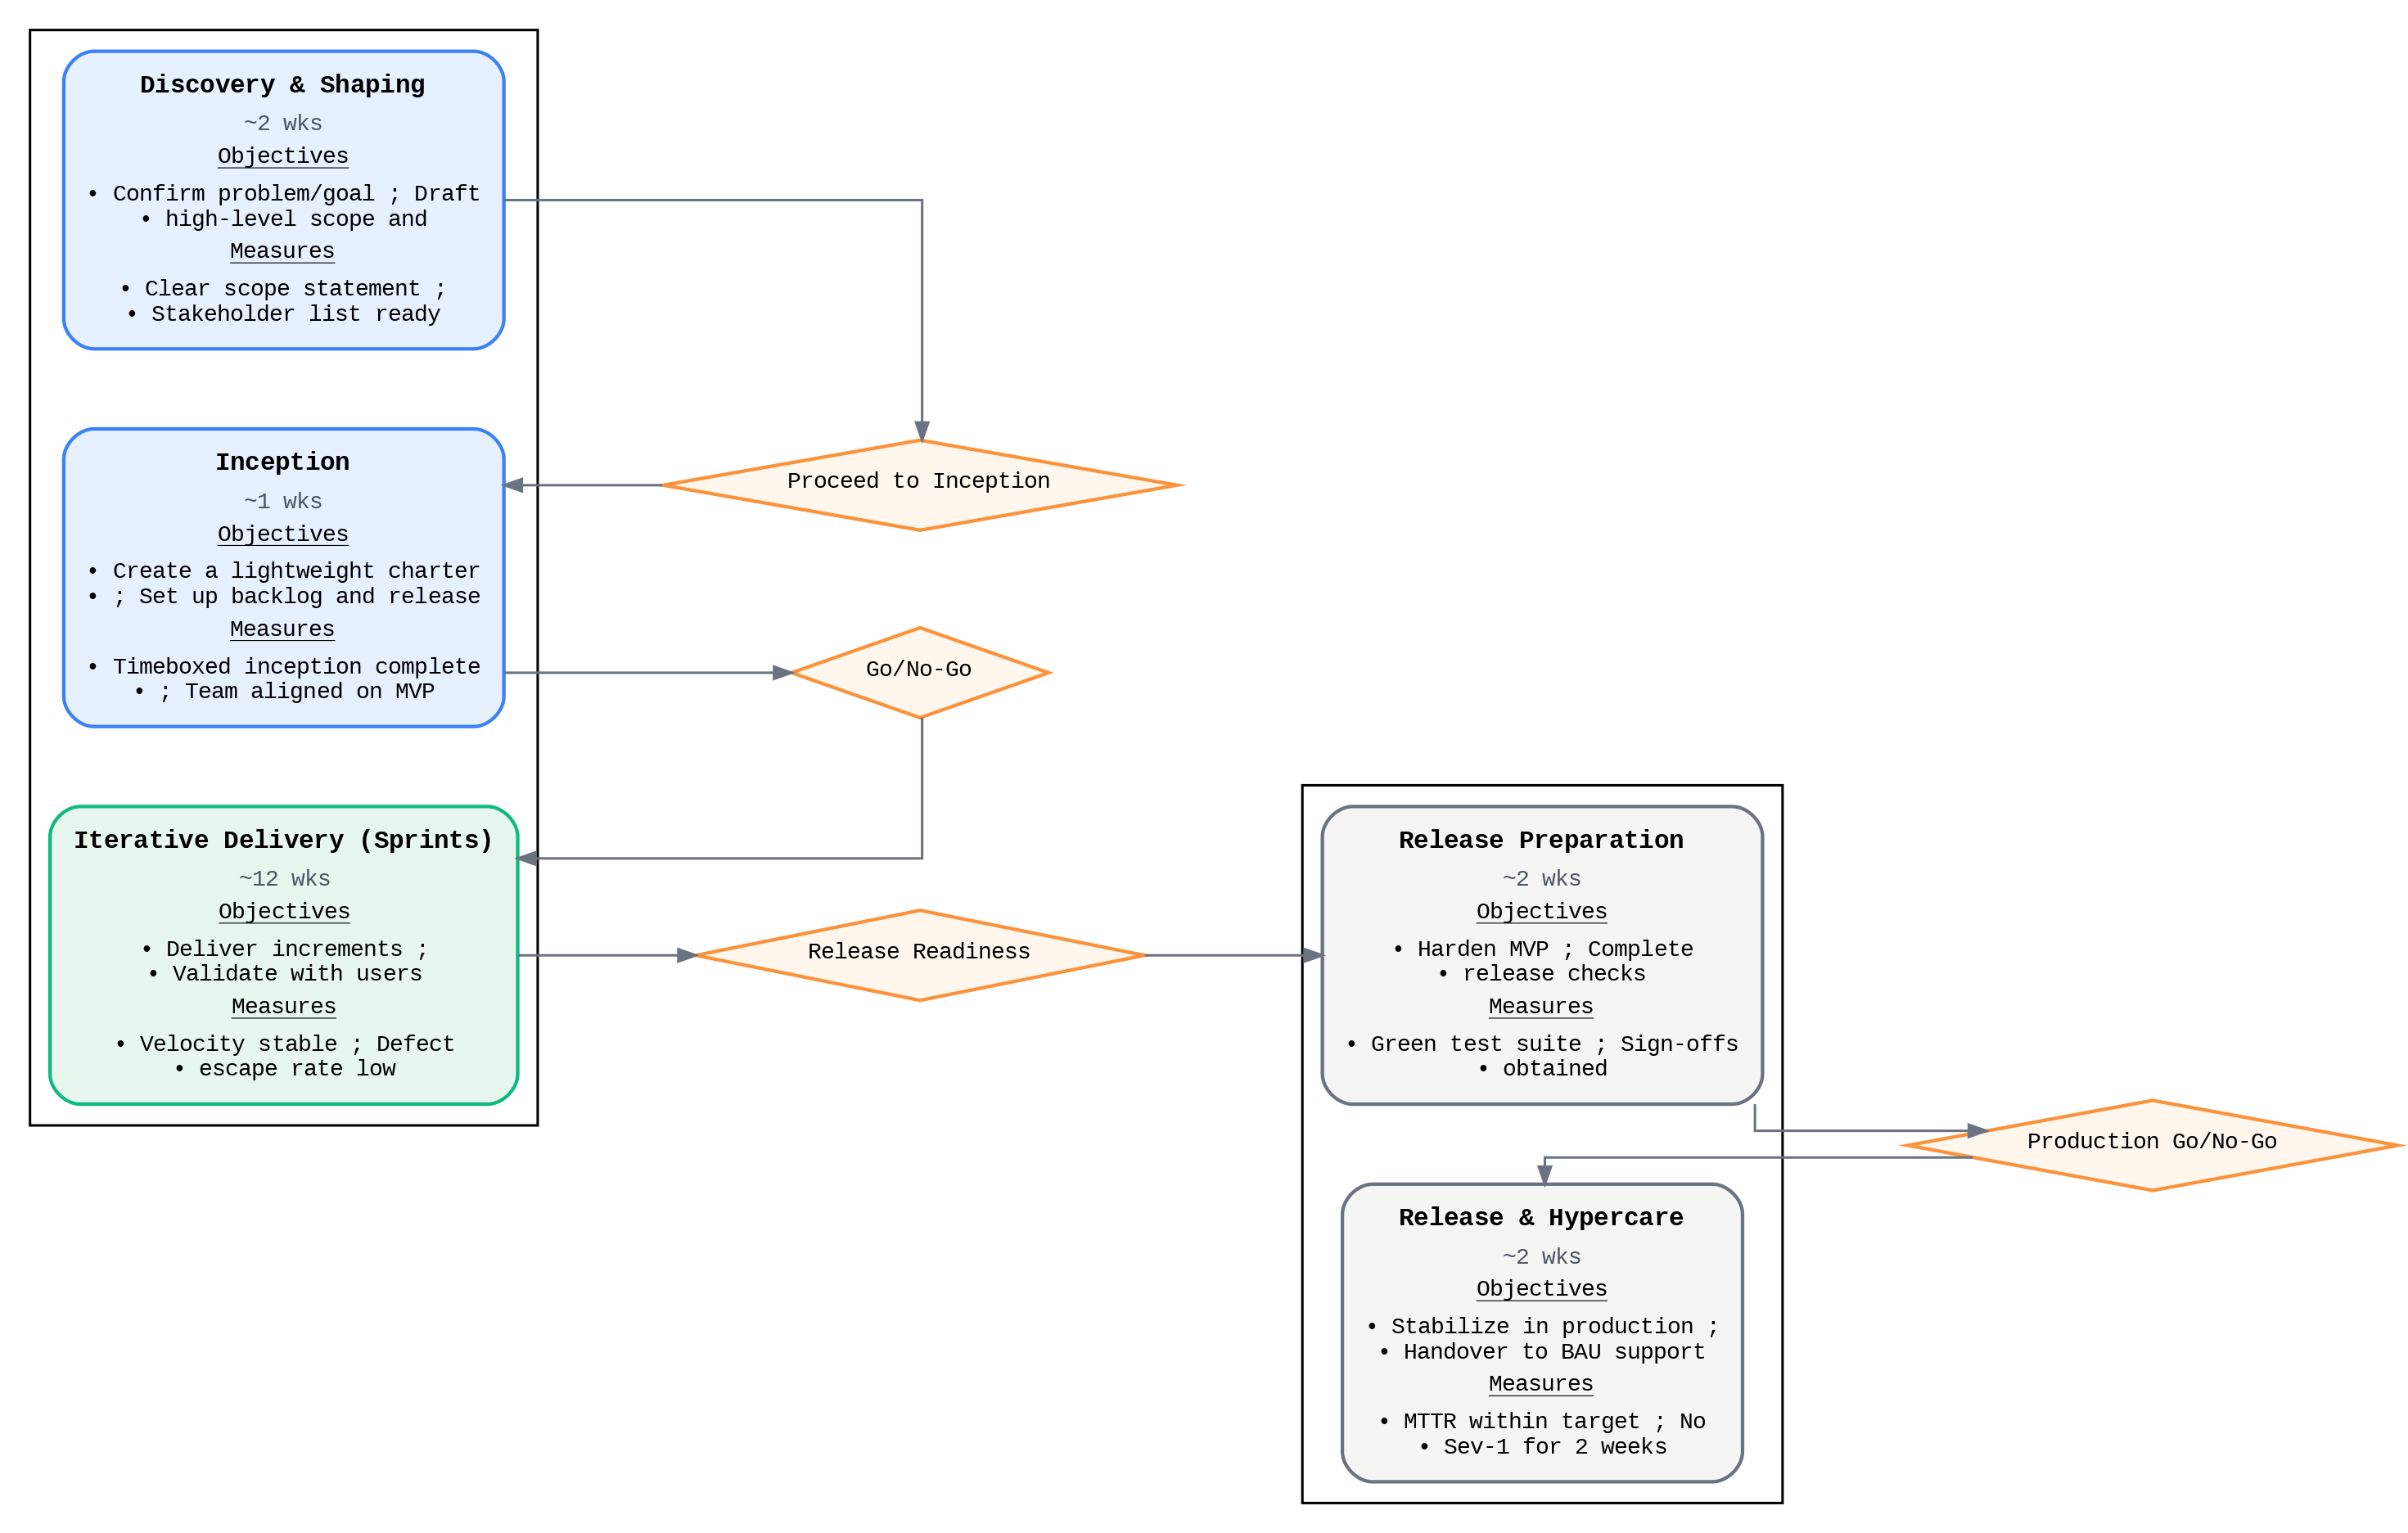 Discovery & Shaping
~2 wks
Objectives
• Confirm problem/goal ; Draft
• high-level scope and
Measures
• Clear scope statement ;
• Stakeholder list ready
Proceed to Inception
Inception
~1 wks
Objectives
• Create a lightweight charter
• ; Set up backlog and release
Measures
• Timeboxed inception complete
• ; Team aligned on MVP
Go/No-Go
Iterative Delivery (Sprints)
~12 wks
Objectives
• Deliver increments ;
• Validate with users
Measures
• Velocity stable ; Defect
• escape rate low
Release Readiness
Release Preparation
~2 wks
Objectives
• Harden MVP ; Complete
• release checks
Measures
• Green test suite ; Sign-offs
• obtained
Production Go/No-Go
Release & Hypercare
~2 wks
Objectives
• Stabilize in production ;
• Handover to BAU support
Measures
• MTTR within target ; No
• Sev-1 for 2 weeks